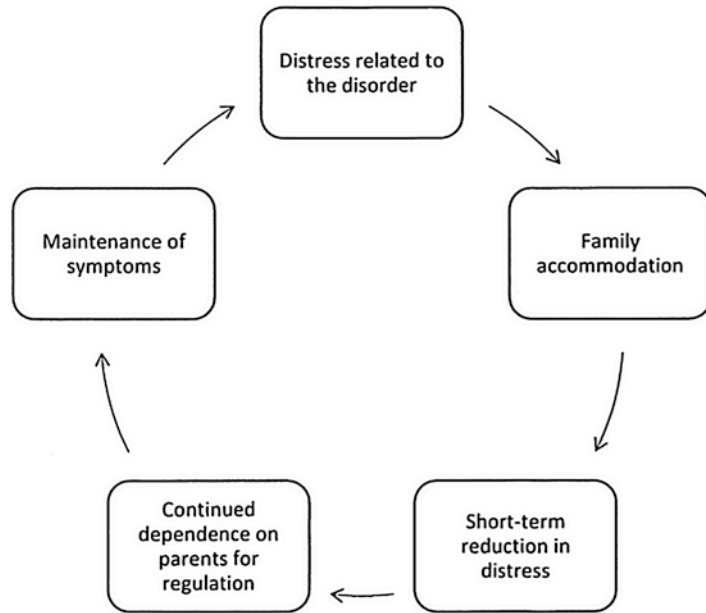 Distress related to
the disorder
Family
accommodation
Short-term
reduction in
distress
Continued
dependence on
parents for
regulation
Maintenance of
symptoms